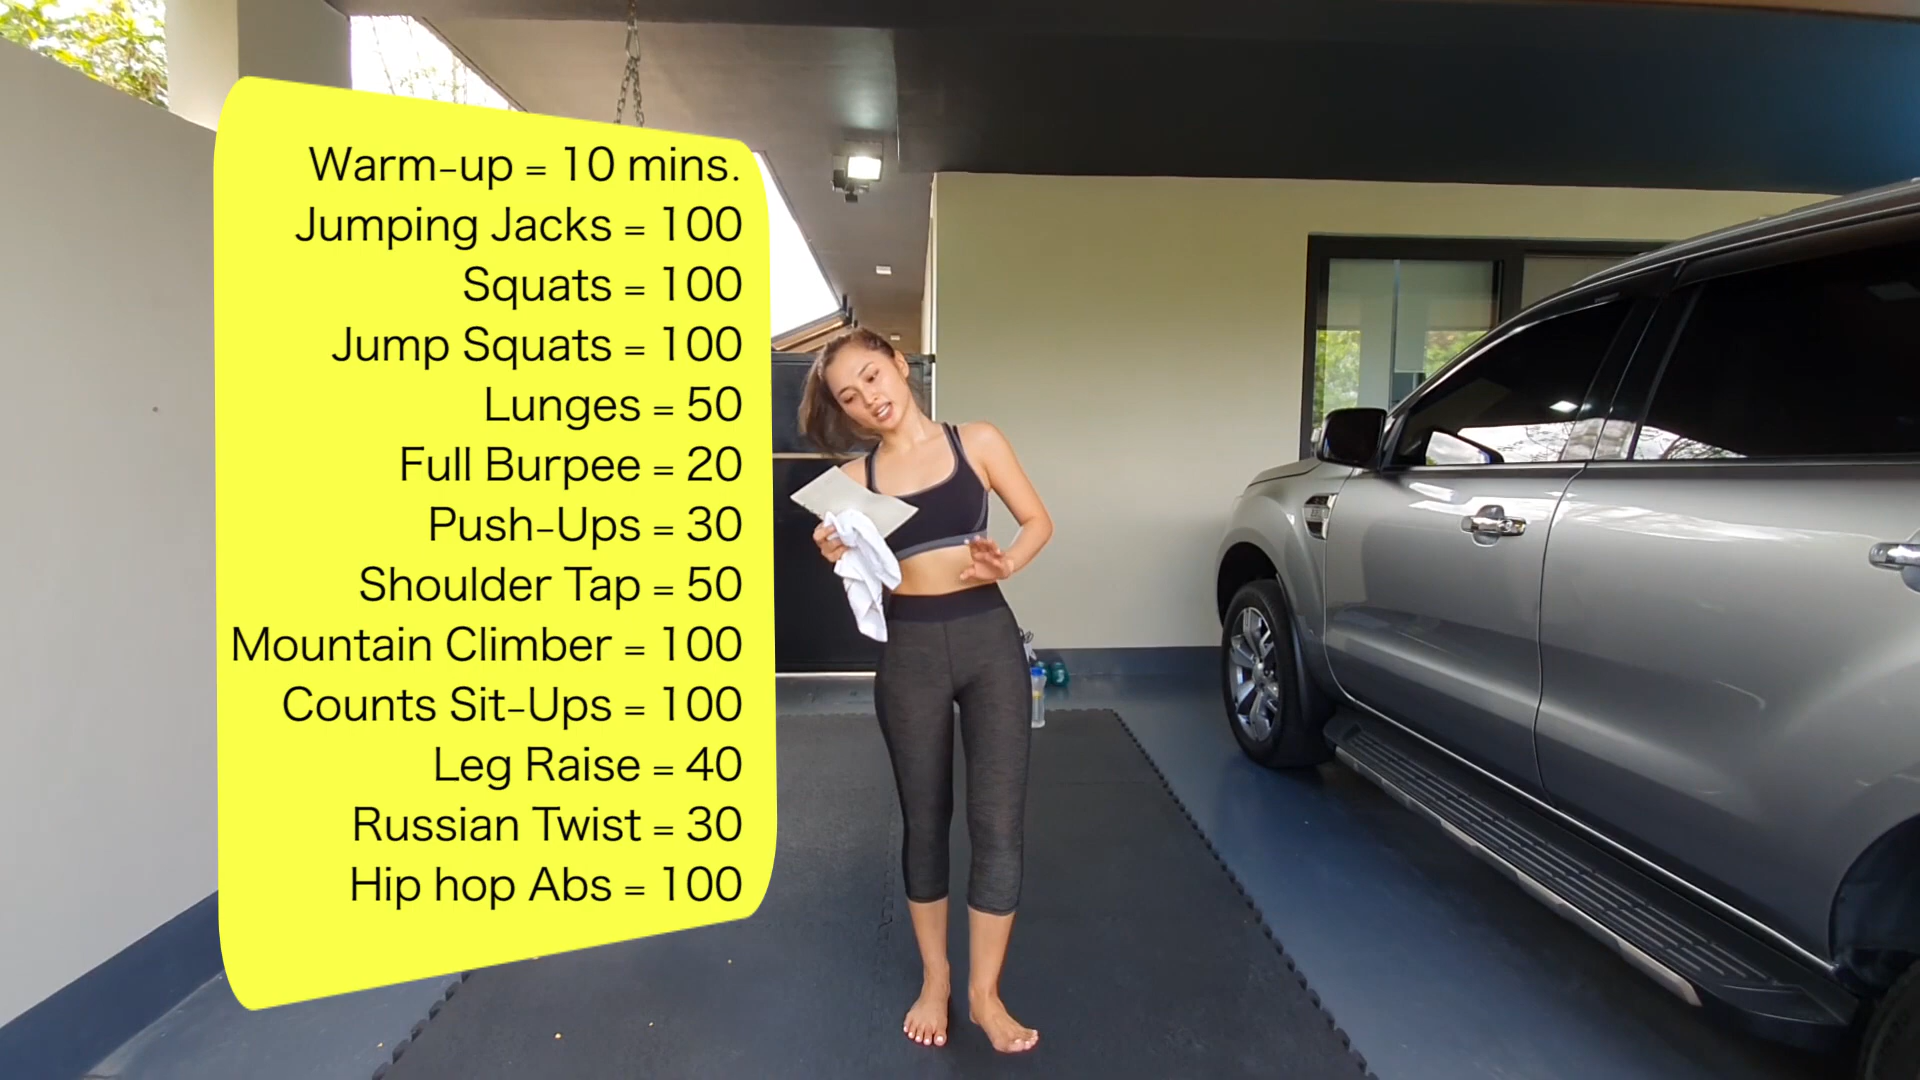 Warm-up = 10 mins.
Jumping Jacks = 100
Squats = 100
Jump Squats = 100
Lunges = 50
Full Burpee = 20
Push-Ups = 30
Shoulder Tap = 50
Mountain Climber = 100
Counts Sit-Ups = 100
Leg Raise = 40
Russian Twist = 30
Hip hop Abs = 100